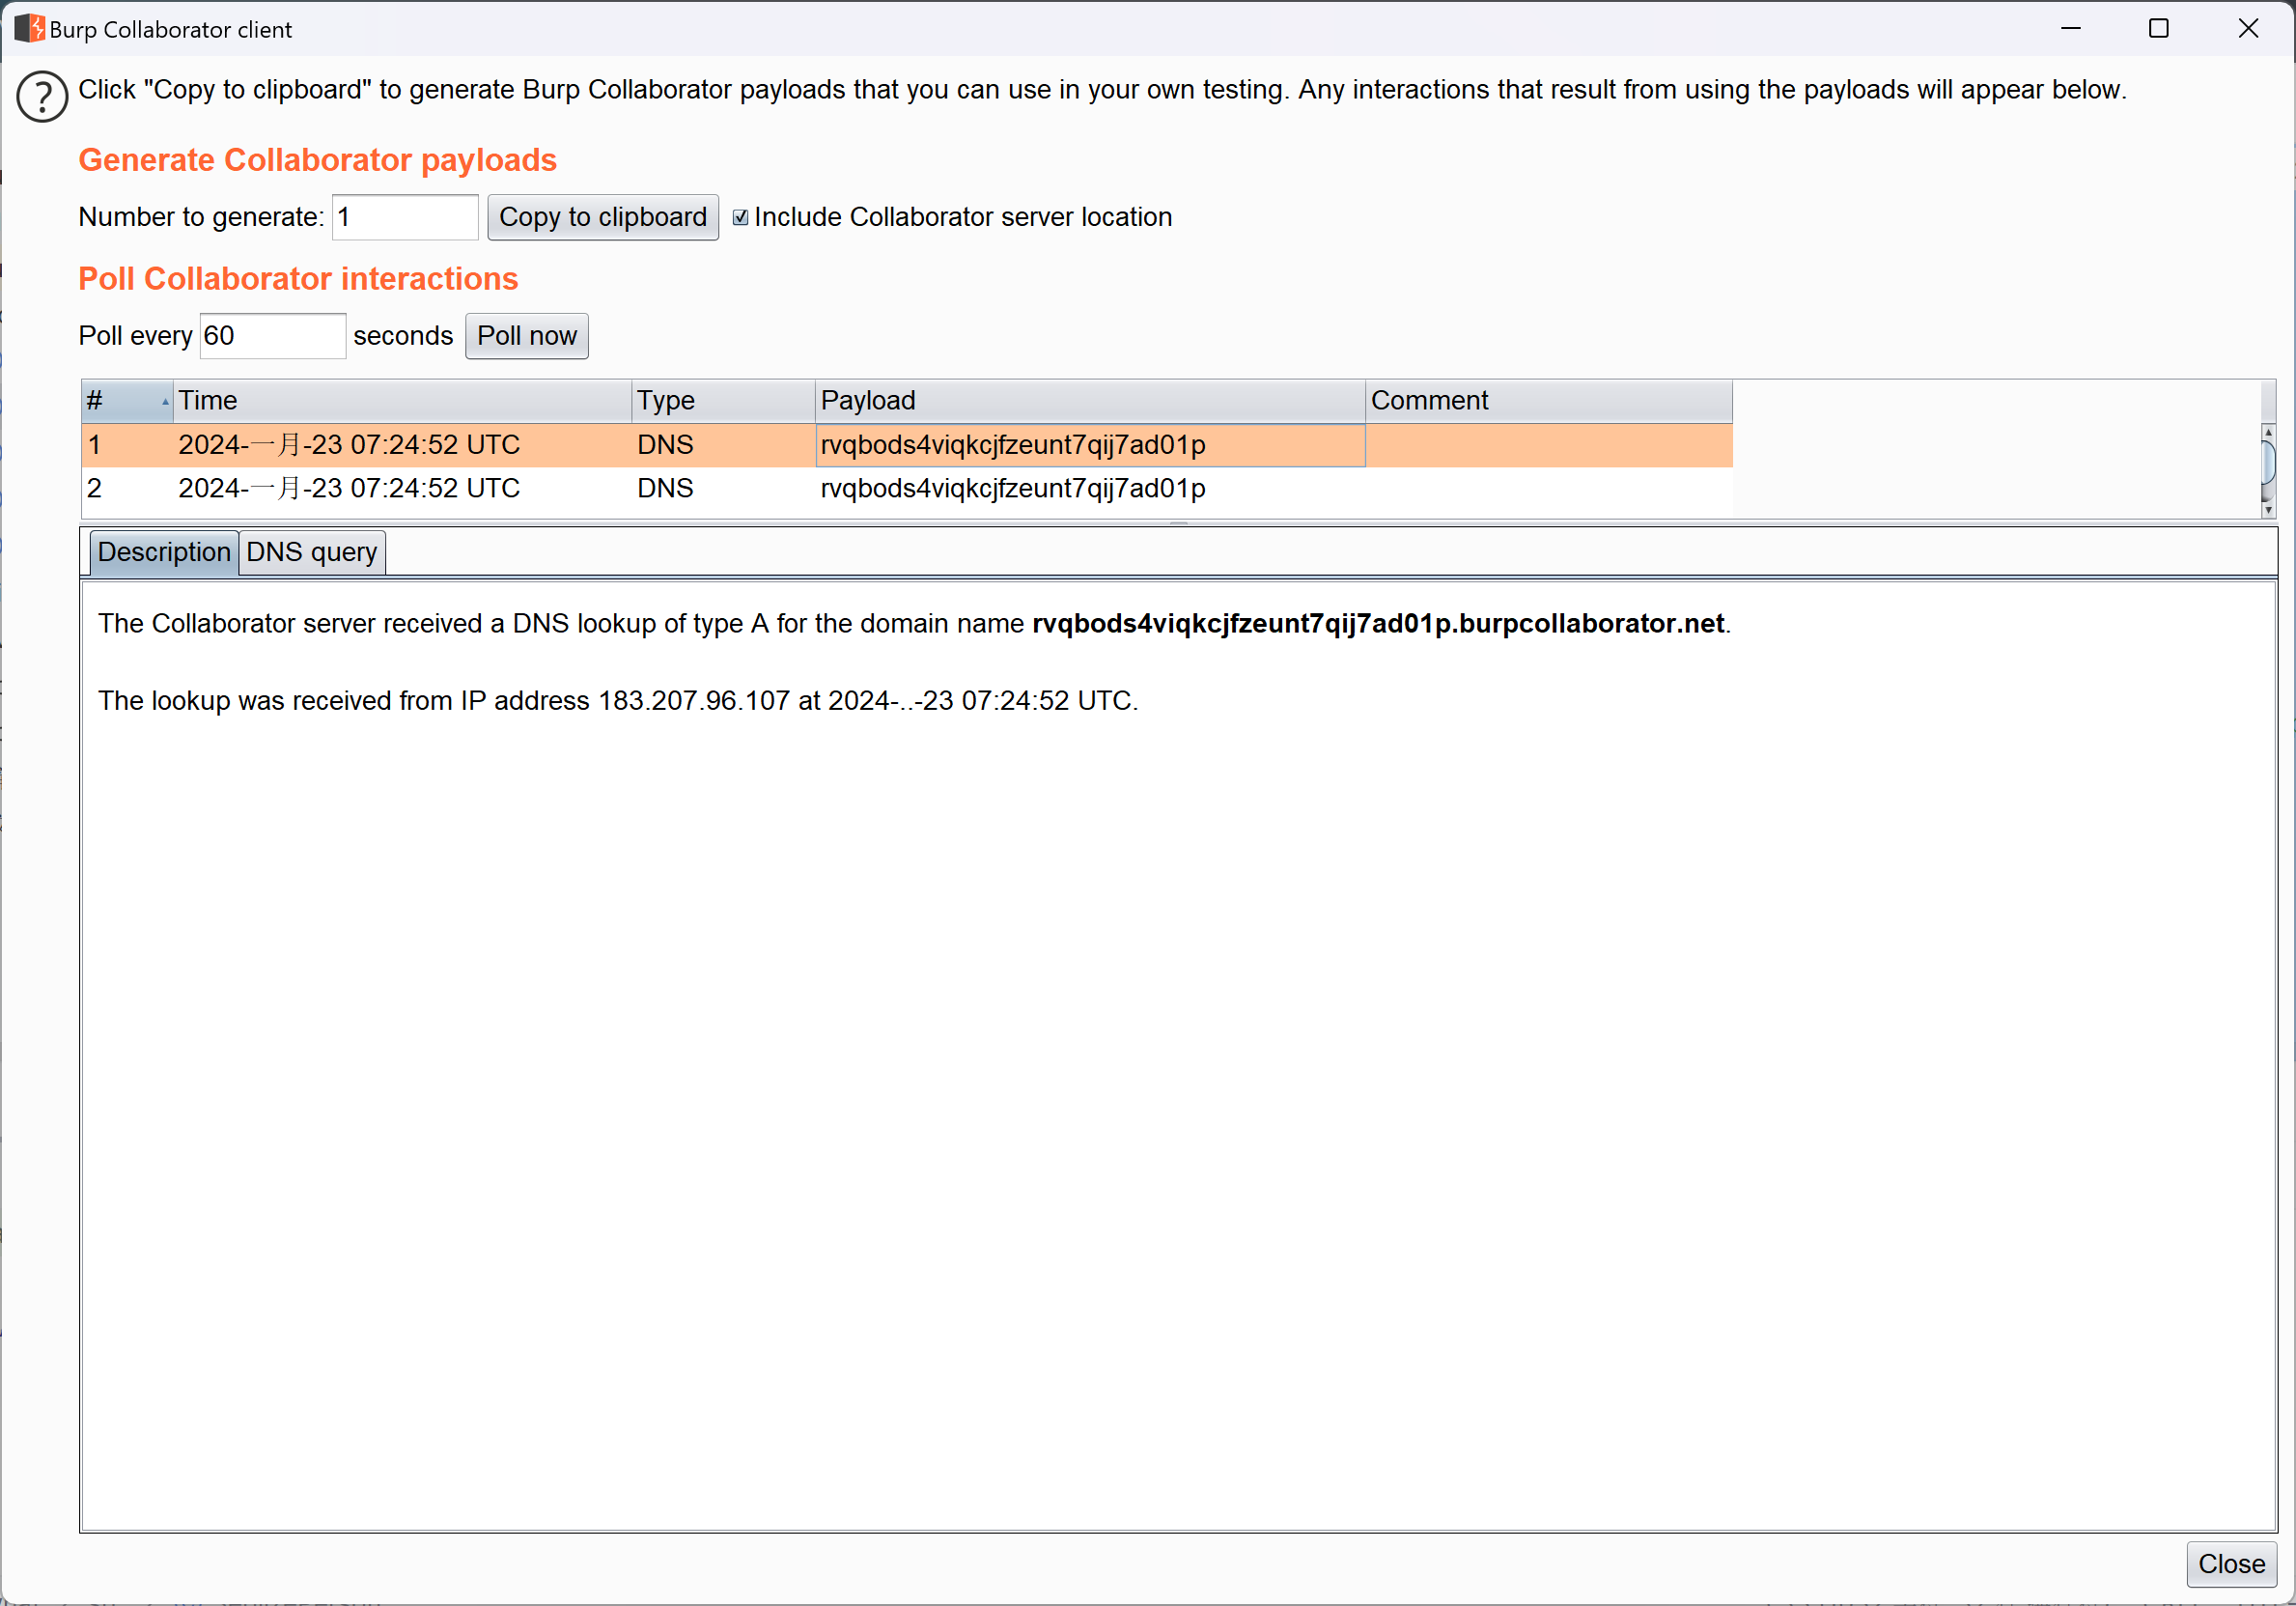 Burp Collaborator client
Click "Copy to clipboard" to generate Burp Collaborator payloads that you can use in your own testing. Any interactions that result from using the payloads will appear below.
Generate Collaborator payloads
Number to generate: 1 Copy to clipboard Include Collaborator server location
Poll Collaborator interactions
Poll every 60 seconds Poll now
# Time Type Payload Comment
1 2024-一月-23 07:24:52 UTC DNS rvqbods4viqkcjfzeunt7qij7ad01p
2 2024-一月-23 07:24:52 UTC DNS rvqbods4viqkcjfzeunt7qij7ad01p
Description DNS query
The Collaborator server received a DNS lookup of type A for the domain name rvqbods4viqkcjfzeunt7qij7ad01p.burpcollaborator.net.
The lookup was received from IP address 183.207.96.107 at 2024-..-23 07:24:52 UTC.
Close